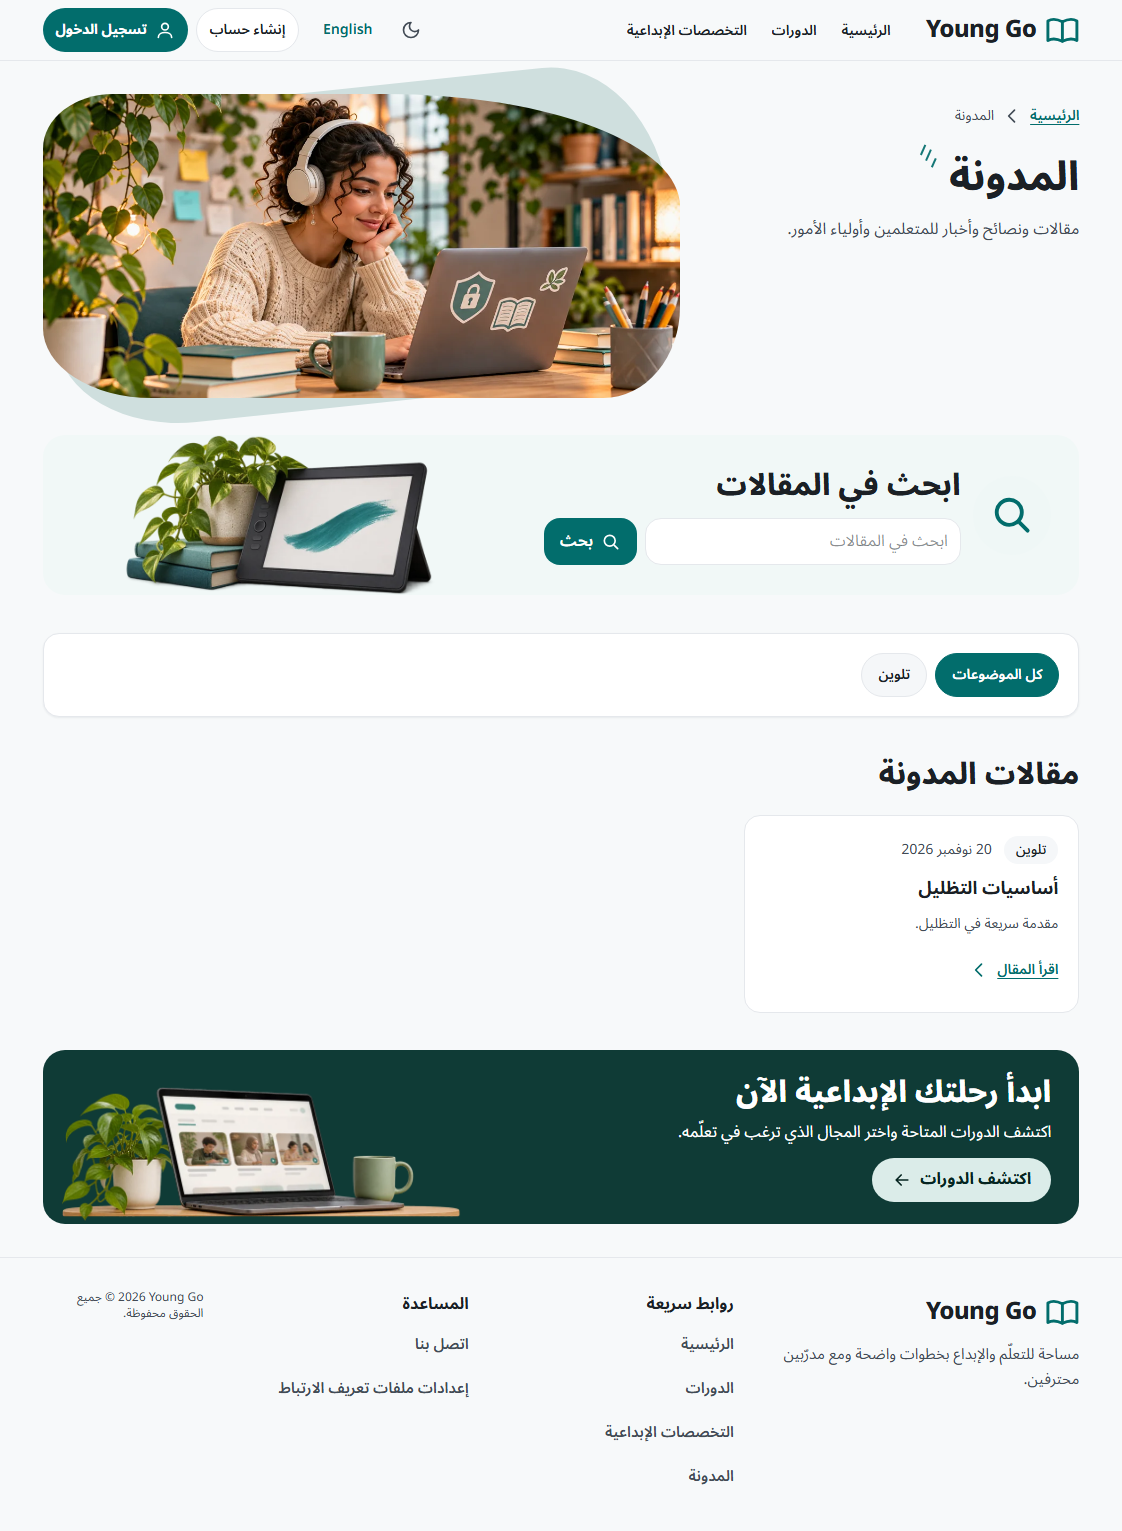 Young Go
الرئيسية
الدورات
التخصصات الإبداعية
English
إنشاء حساب
تسجيل الدخول
الرئيسية
المدونة
المدونة
مقالات ونصائح وأخبار للمتعلمين وأولياء الأمور.
ابحث في المقالات
ابحث في المقالات
بحث
كل الموضوعات
تلوين
مقالات المدونة
تلوين
20 نوفمبر 2026
أساسيات التظليل
مقدمة سريعة في التظليل.
اقرأ المقال
ابدأ رحلتك الإبداعية الآن
اكتشف الدورات المتاحة واختر المجال الذي ترغب في تعلّمه.
اكتشف الدورات
Young Go
مساحة للتعلّم والإبداع بخطوات واضحة ومع مدرّبين
محترفين.
روابط سريعة
الرئيسية
الدورات
التخصصات الإبداعية
المدونة
المساعدة
اتصل بنا
إعدادات ملفات تعريف الارتباط
Young Go 2026 © جميع
الحقوق محفوظة.